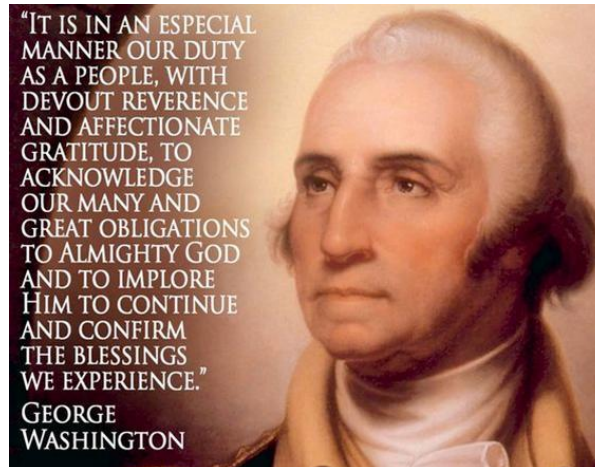 “It is in an especial
manner our duty
as a people, with
devout reverence
and affectionate
gratitude, to
acknowledge
our many and
great obligations
to Almighty God
and to implore
Him to continue
and confirm
the blessings
we experience.”
George
Washington